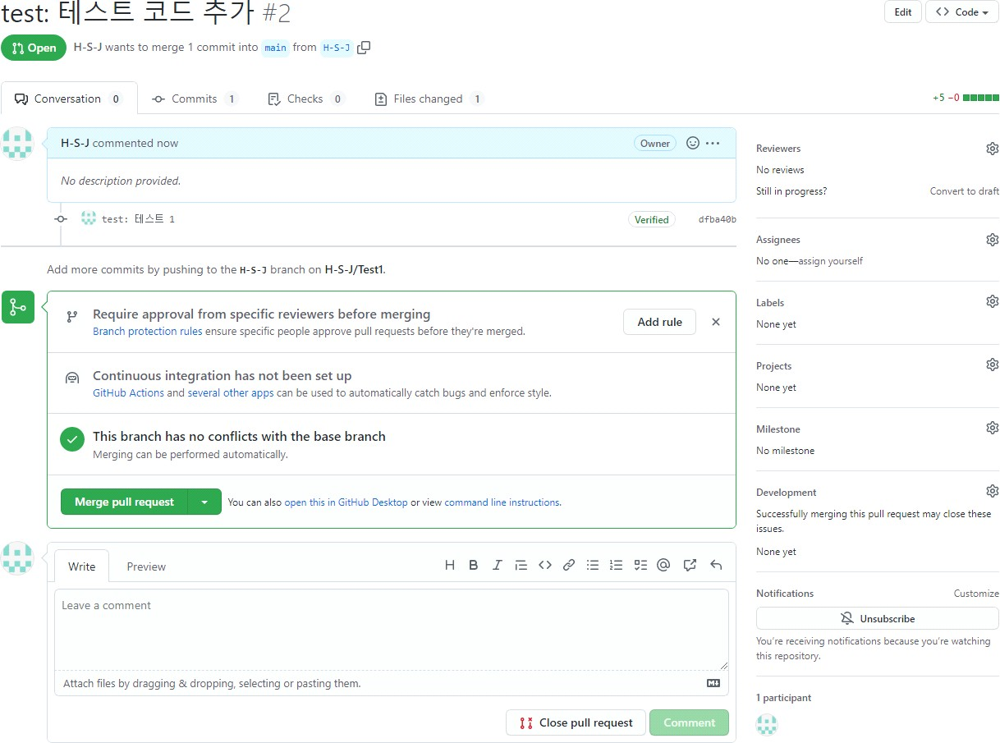 test: 테스트 코드 추가 #2
Edit
Code
Open
H-S-J wants to merge 1 commit into main from H-S-J
Conversation 0
Commits 1
Checks 0
Files changed 1
+5 −0
H-S-J commented now
Owner
No description provided.
test: 테스트 1
Verified
dfba40b
Add more commits by pushing to the H-S-J branch on H-S-J/Test1.
Require approval from specific reviewers before merging
Branch protection rules ensure specific people approve pull requests before they're merged.
Add rule
Continuous integration has not been set up
GitHub Actions and several other apps can be used to automatically catch bugs and enforce style.
This branch has no conflicts with the base branch
Merging can be performed automatically.
Merge pull request
You can also open this in GitHub Desktop or view command line instructions.
Write
Preview
H B I
Leave a comment
Attach files by dragging & dropping, selecting or pasting them.
Close pull request
Comment
Reviewers
No reviews
Still in progress?
Convert to draft
Assignees
No one—assign yourself
Labels
None yet
Projects
None yet
Milestone
No milestone
Development
Successfully merging this pull request may close these
issues.
None yet
Notifications
Customize
Unsubscribe
You're receiving notifications because you're watching
this repository.
1 participant